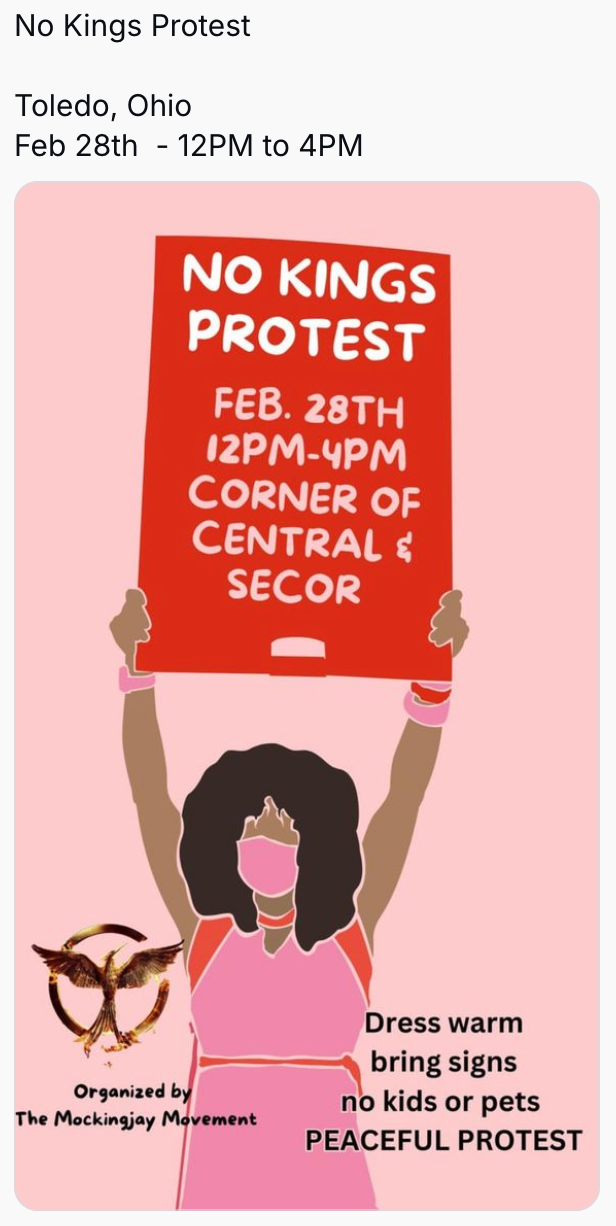 No Kings Protest
Toledo, Ohio
Feb 28th  - 12PM to 4PM
NO KINGS
PROTEST
FEB. 28TH
12PM-4PM
CORNER OF
CENTRAL &
SECOR
Organized by
The Mockingjay Movement
Dress warm
bring signs
no kids or pets
PEACEFUL PROTEST